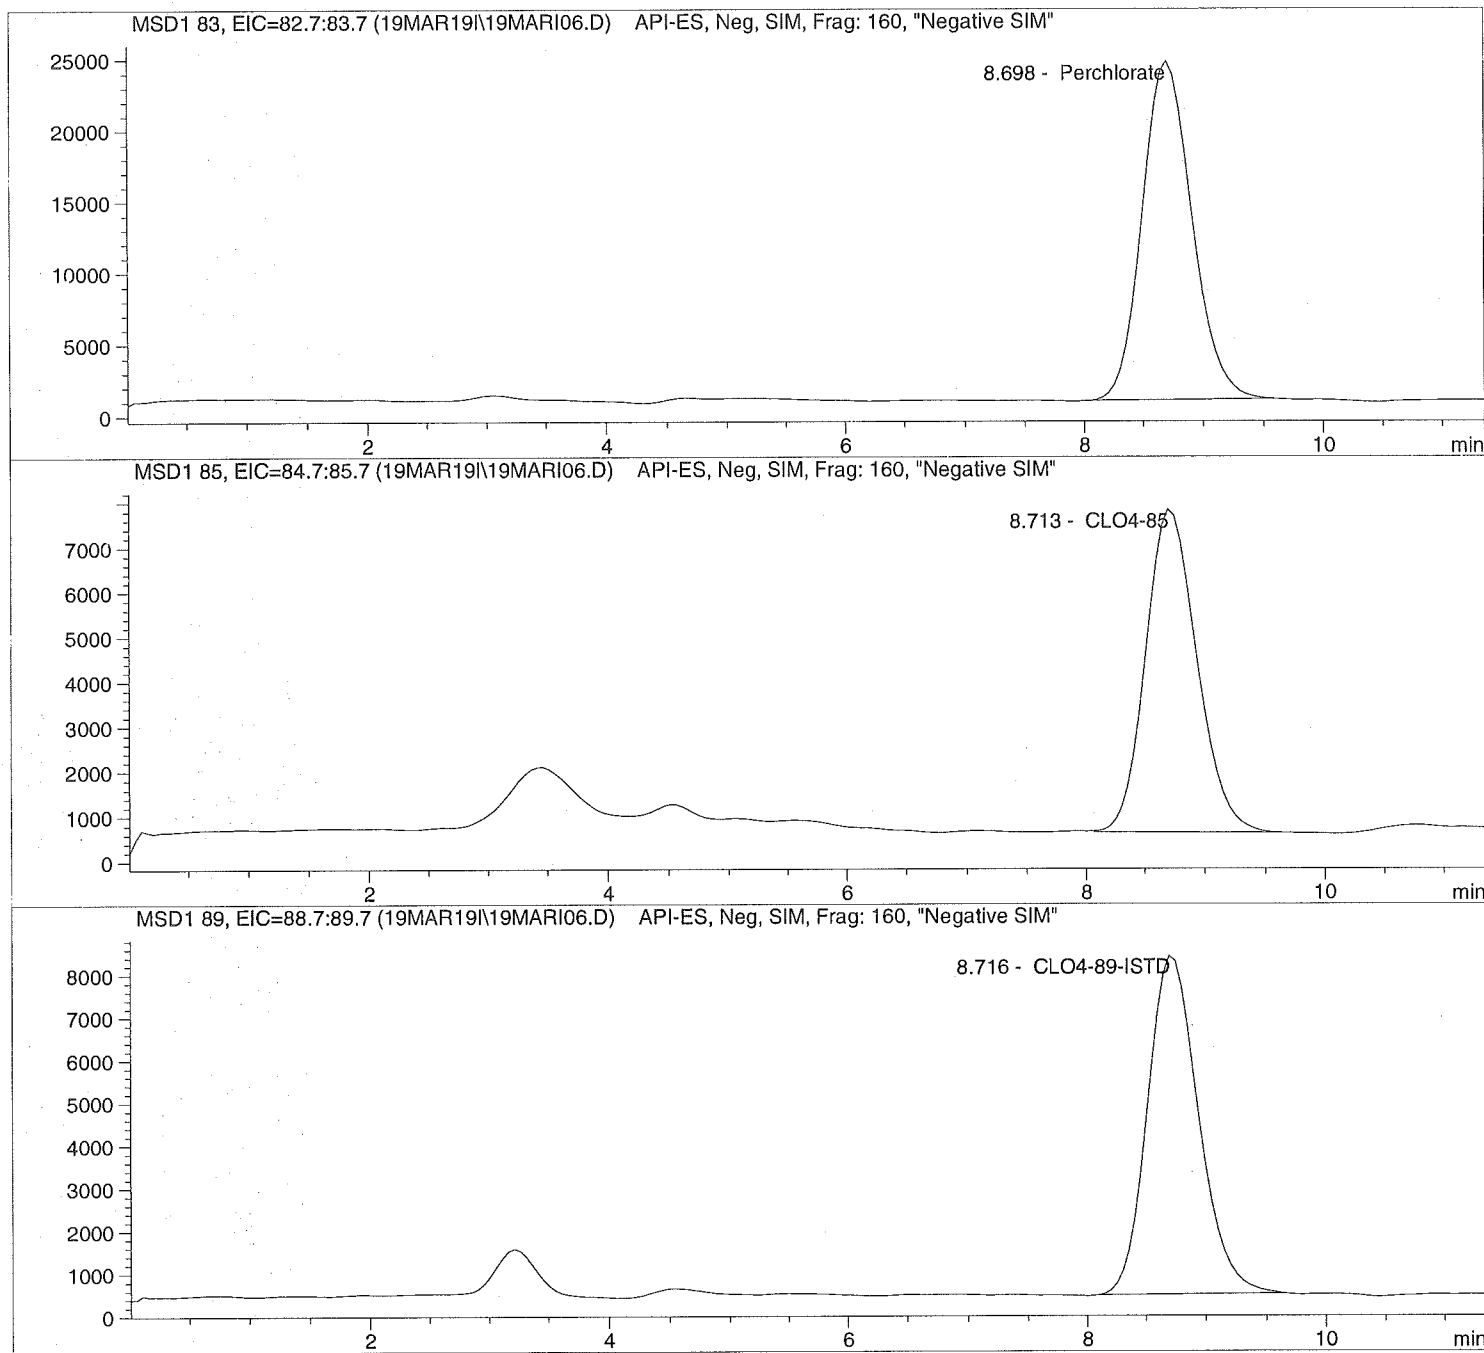 MSD1 83, EIC=82.7:83.7 (19MAR19I\19MARI06.D) API-ES, Neg, SIM, Frag: 160, "Negative SIM"
8.698 - Perchlorate
25000
20000
15000
10000
5000
0
2 4 6 8 10 min
MSD1 85, EIC=84.7:85.7 (19MAR19I\19MARI06.D) API-ES, Neg, SIM, Frag: 160, "Negative SIM"
8.713 - CLO4-85
7000
6000
5000
4000
3000
2000
1000
0
2 4 6 8 10 min
MSD1 89, EIC=88.7:89.7 (19MAR19I\19MARI06.D) API-ES, Neg, SIM, Frag: 160, "Negative SIM"
8.716 - CLO4-89-ISTD
8000
7000
6000
5000
4000
3000
2000
1000
0
2 4 6 8 10 min